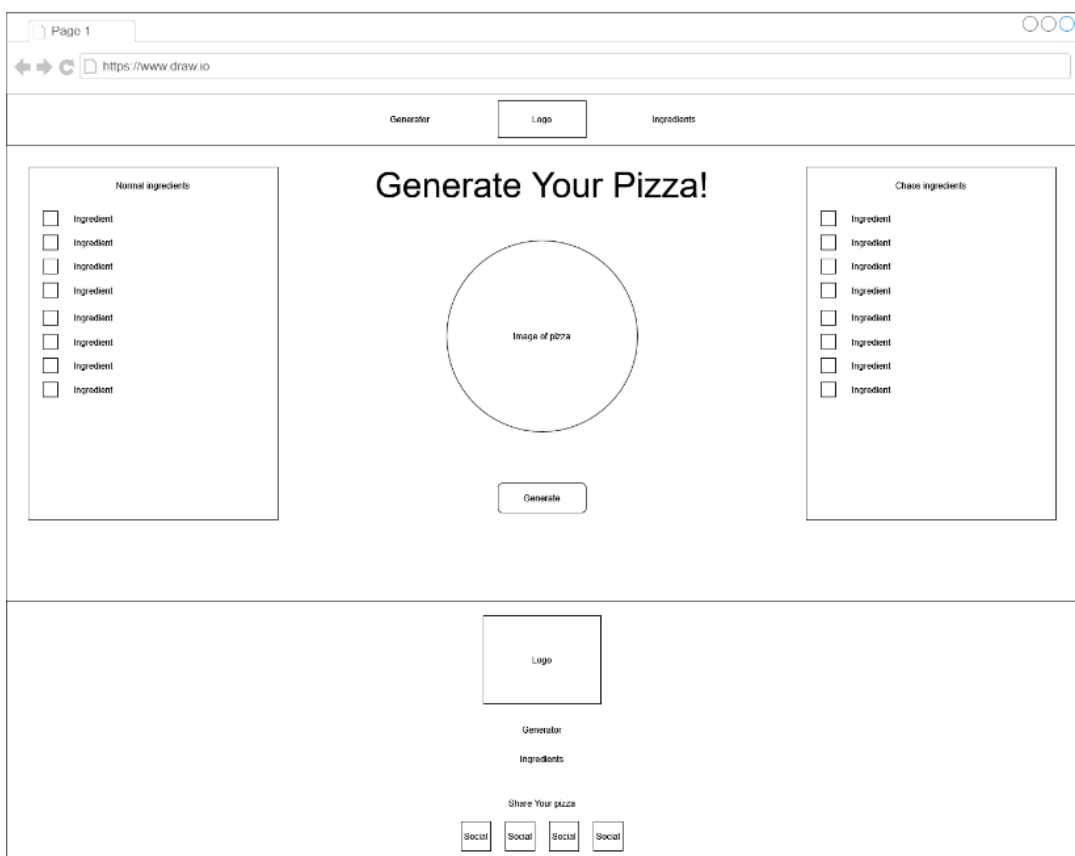 Page 1
https://www.draw.io
Generator
Logo
Ingredients
Normal ingredients
Ingredient
Ingredient
Ingredient
Ingredient
Ingredient
Ingredient
Ingredient
Ingredient
Generate Your Pizza!
Image of pizza
Generate
Chaos ingredients
Ingredient
Ingredient
Ingredient
Ingredient
Ingredient
Ingredient
Ingredient
Ingredient
Logo
Generator
Ingredients
Share Your pizza
Social Social Social Social